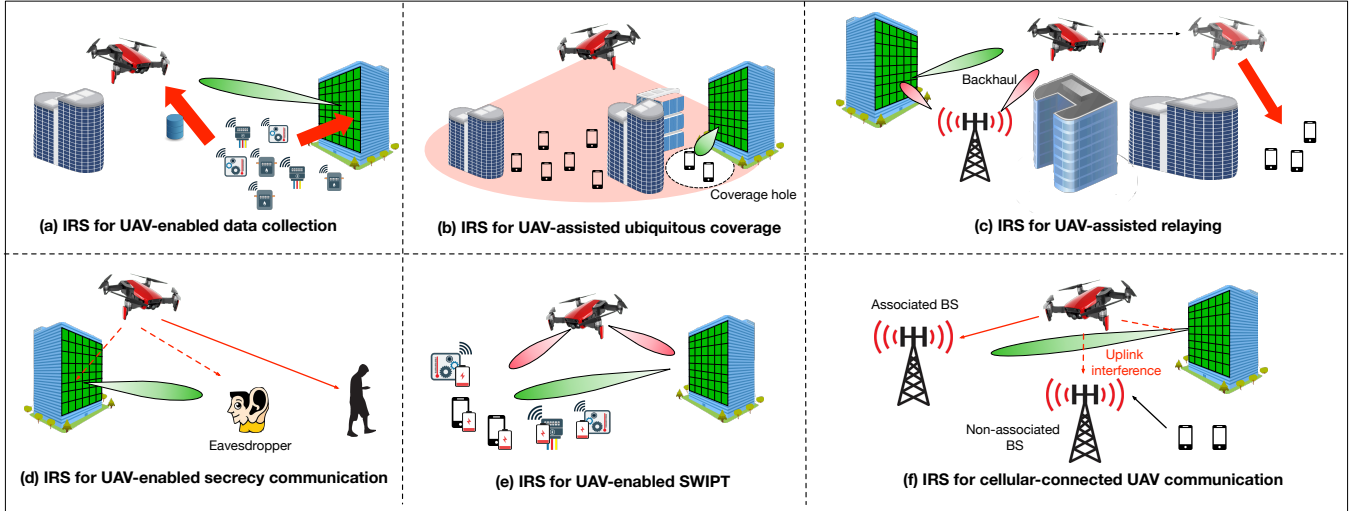 Backhaul
Coverage hole
(a) IRS for UAV-enabled data collection
(b) IRS for UAV-assisted ubiquitous coverage
(c) IRS for UAV-assisted relaying
Associated BS
Uplink
interference
Eavesdropper
Non-associated
BS
(d) IRS for UAV-enabled secrecy communication
(e) IRS for UAV-enabled SWIPT
(f) IRS for cellular-connected UAV communication